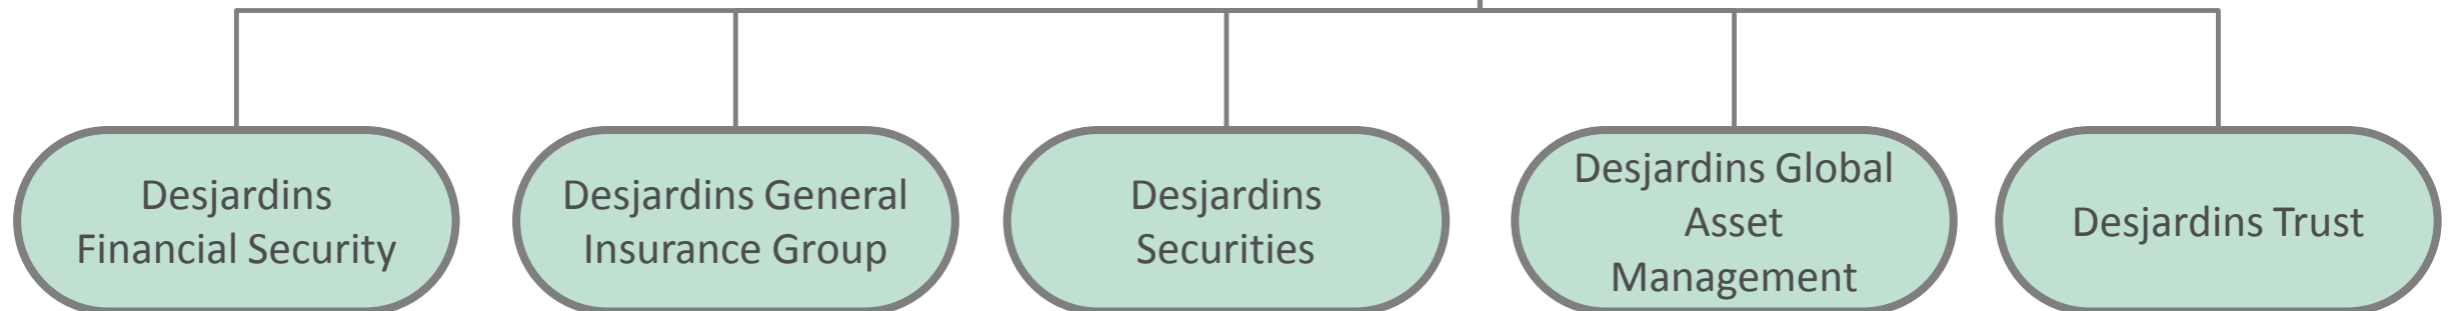 Desjardins
Financial Security
Desjardins General
Insurance Group
Desjardins
Securities
Desjardins Global
Asset
Management
Desjardins Trust